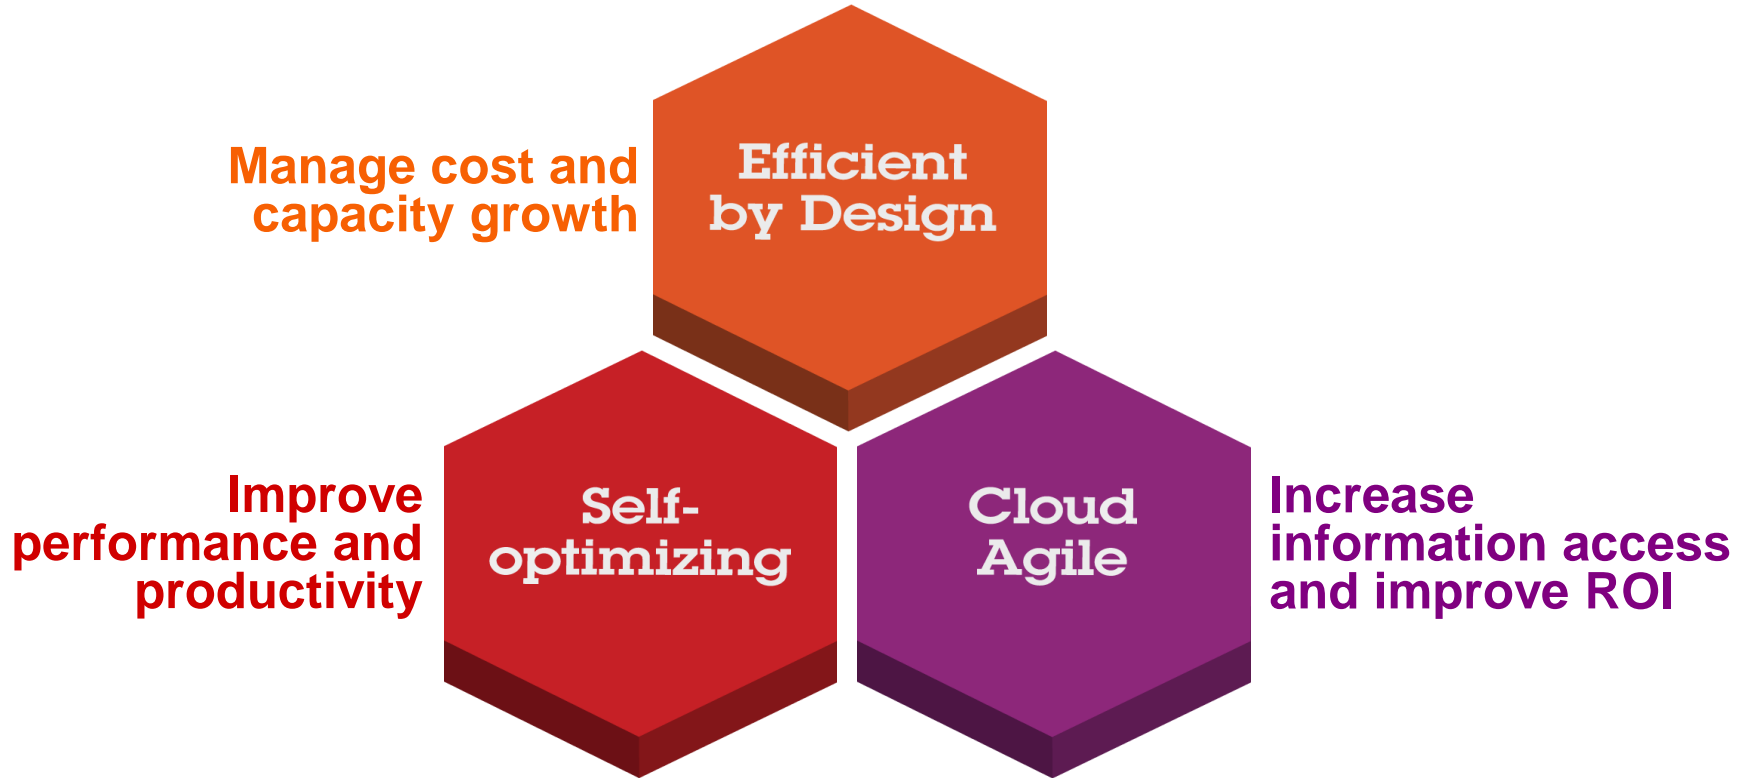 Manage cost and
capacity growth
Efficient
by Design
Improve
performance and
productivity
Self-
optimizing
Cloud
Agile
Increase
information access
and improve ROI